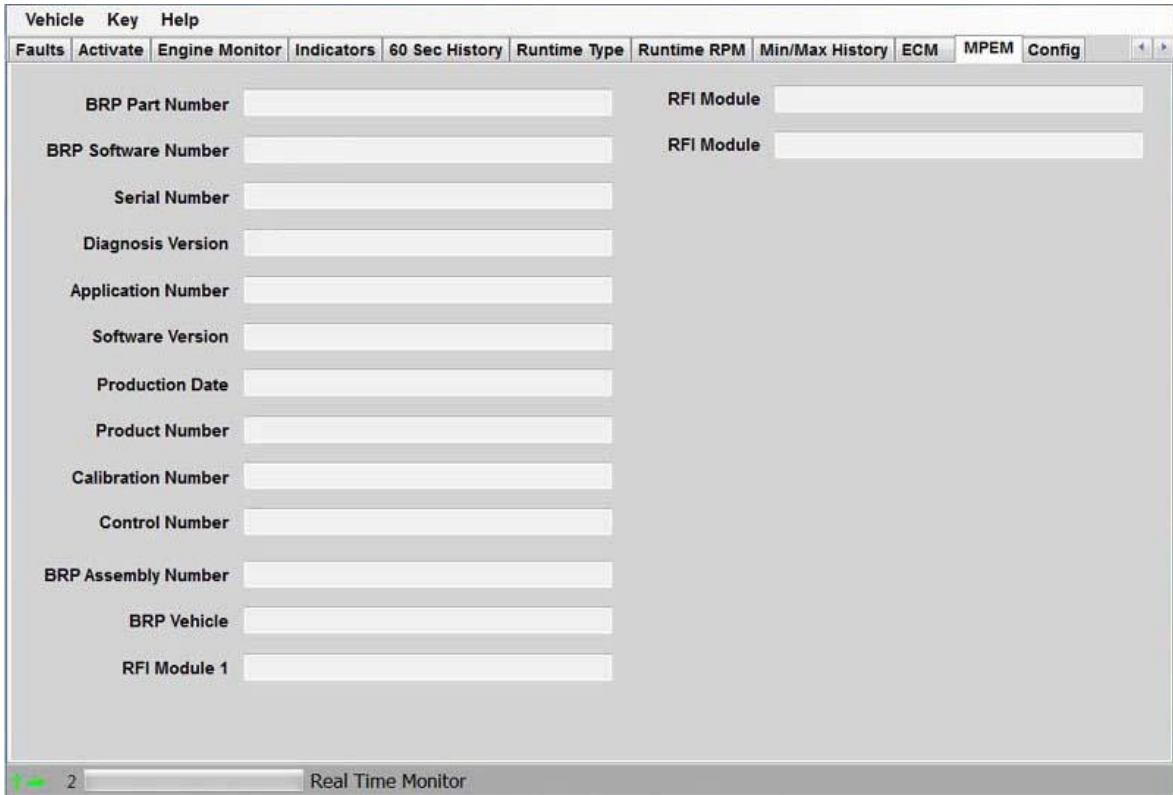 Vehicle Key Help
Faults Activate Engine Monitor Indicators 60 Sec History Runtime Type Runtime RPM Min/Max History ECM MPEM Config
BRP Part Number
BRP Software Number
Serial Number
Diagnosis Version
Application Number
Software Version
Production Date
Product Number
Calibration Number
Control Number
BRP Assembly Number
BRP Vehicle
RFI Module 1
RFI Module
RFI Module
2 Real Time Monitor